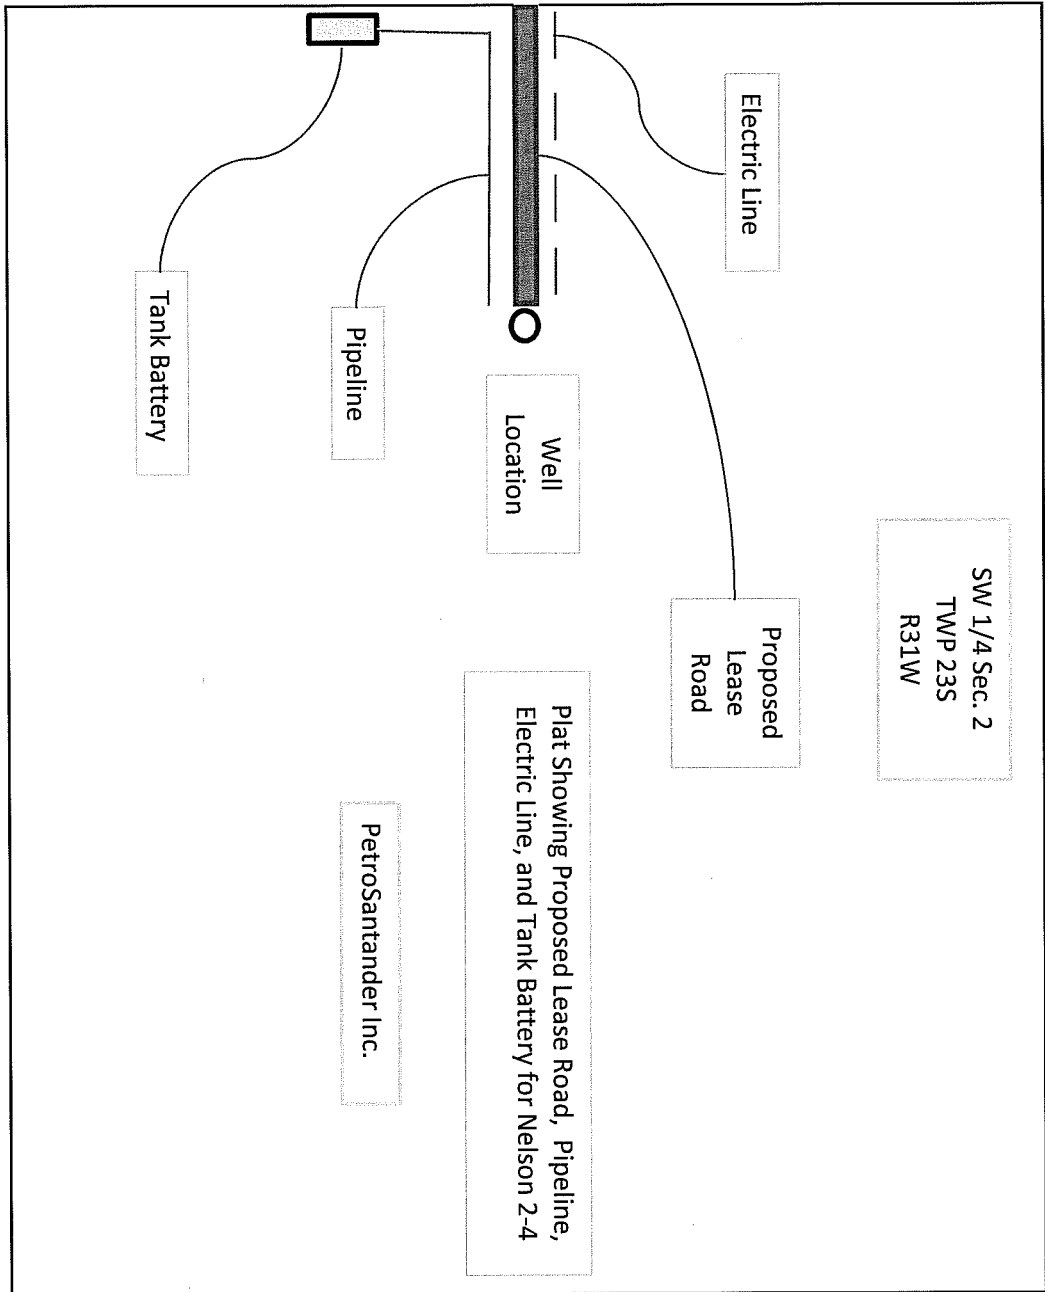 SW 1/4 Sec. 2
TWP 23S
R31W
Electric Line
Proposed
Lease
Road
Well
Location
Plat Showing Proposed Lease Road, Pipeline,
Electric Line, and Tank Battery for Nelson 2-4
Pipeline
PetroSantander Inc.
Tank Battery